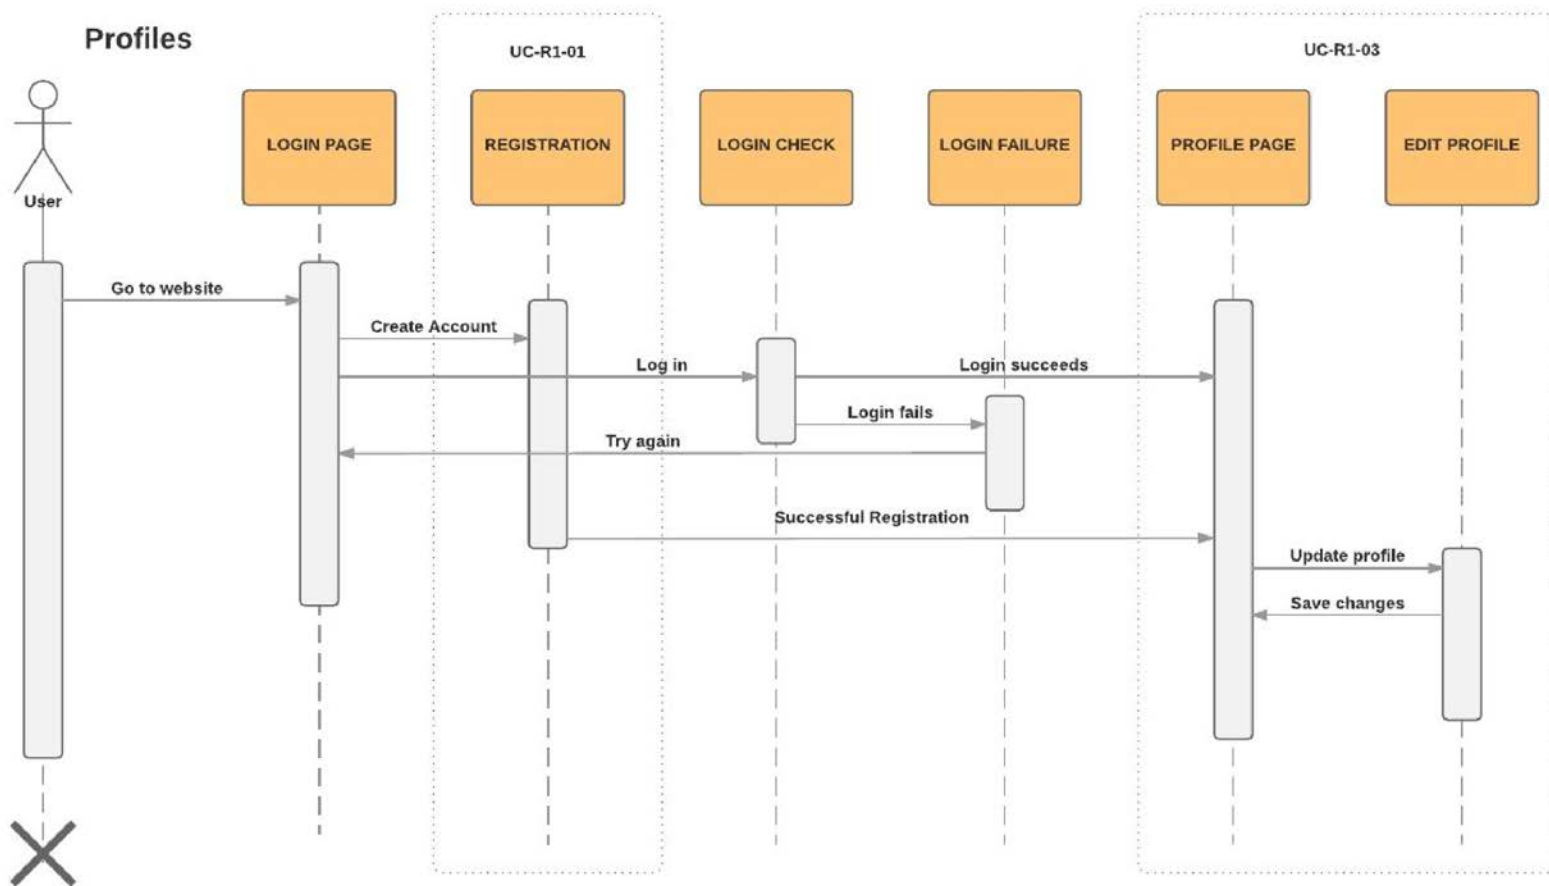 Profiles
UC-R1-01
UC-R1-03
LOGIN PAGE
REGISTRATION
LOGIN CHECK
LOGIN FAILURE
PROFILE PAGE
EDIT PROFILE
User
Go to website
Create Account
Log in
Login succeeds
Login fails
Try again
Successful Registration
Update profile
Save changes